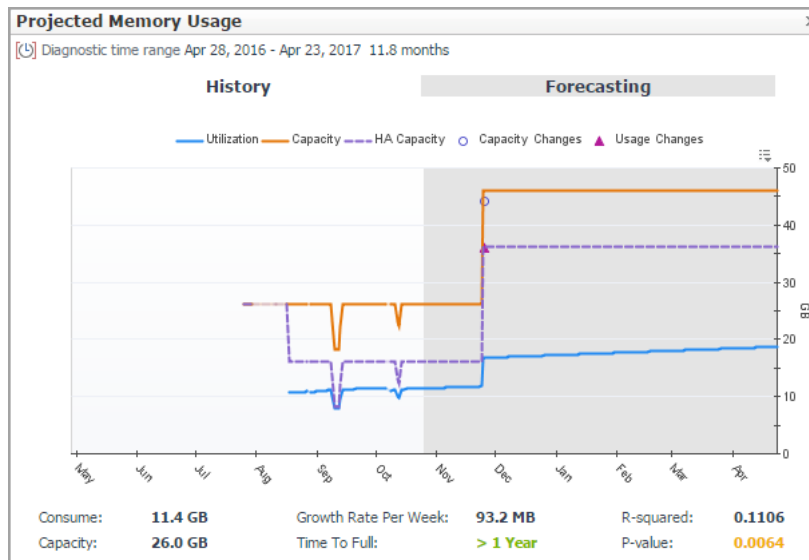 Projected Memory Usage
Diagnostic time range Apr 28, 2016 - Apr 23, 2017 11.8 months
History Forecasting
Utilization Capacity HA Capacity Capacity Changes Usage Changes
50
40
30
20
10
0
GB
May Jun Jul Aug Sep Oct Nov Dec Jan Feb Mar Apr
Consume: 11.4 GB Growth Rate Per Week: 93.2 MB R-squared: 0.1106
Capacity: 26.0 GB Time To Full: > 1 Year P-value: 0.0064